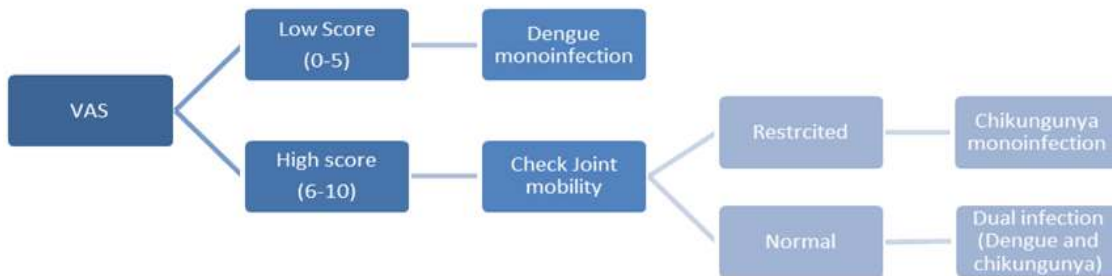 VAS
Low Score
(0-5)
Dengue
monoinfection
High score
(6-10)
Check Joint
mobility
Restrcited
Chikungunya
monoinfection
Normal
Dual infection
(Dengue and
chikungunya)